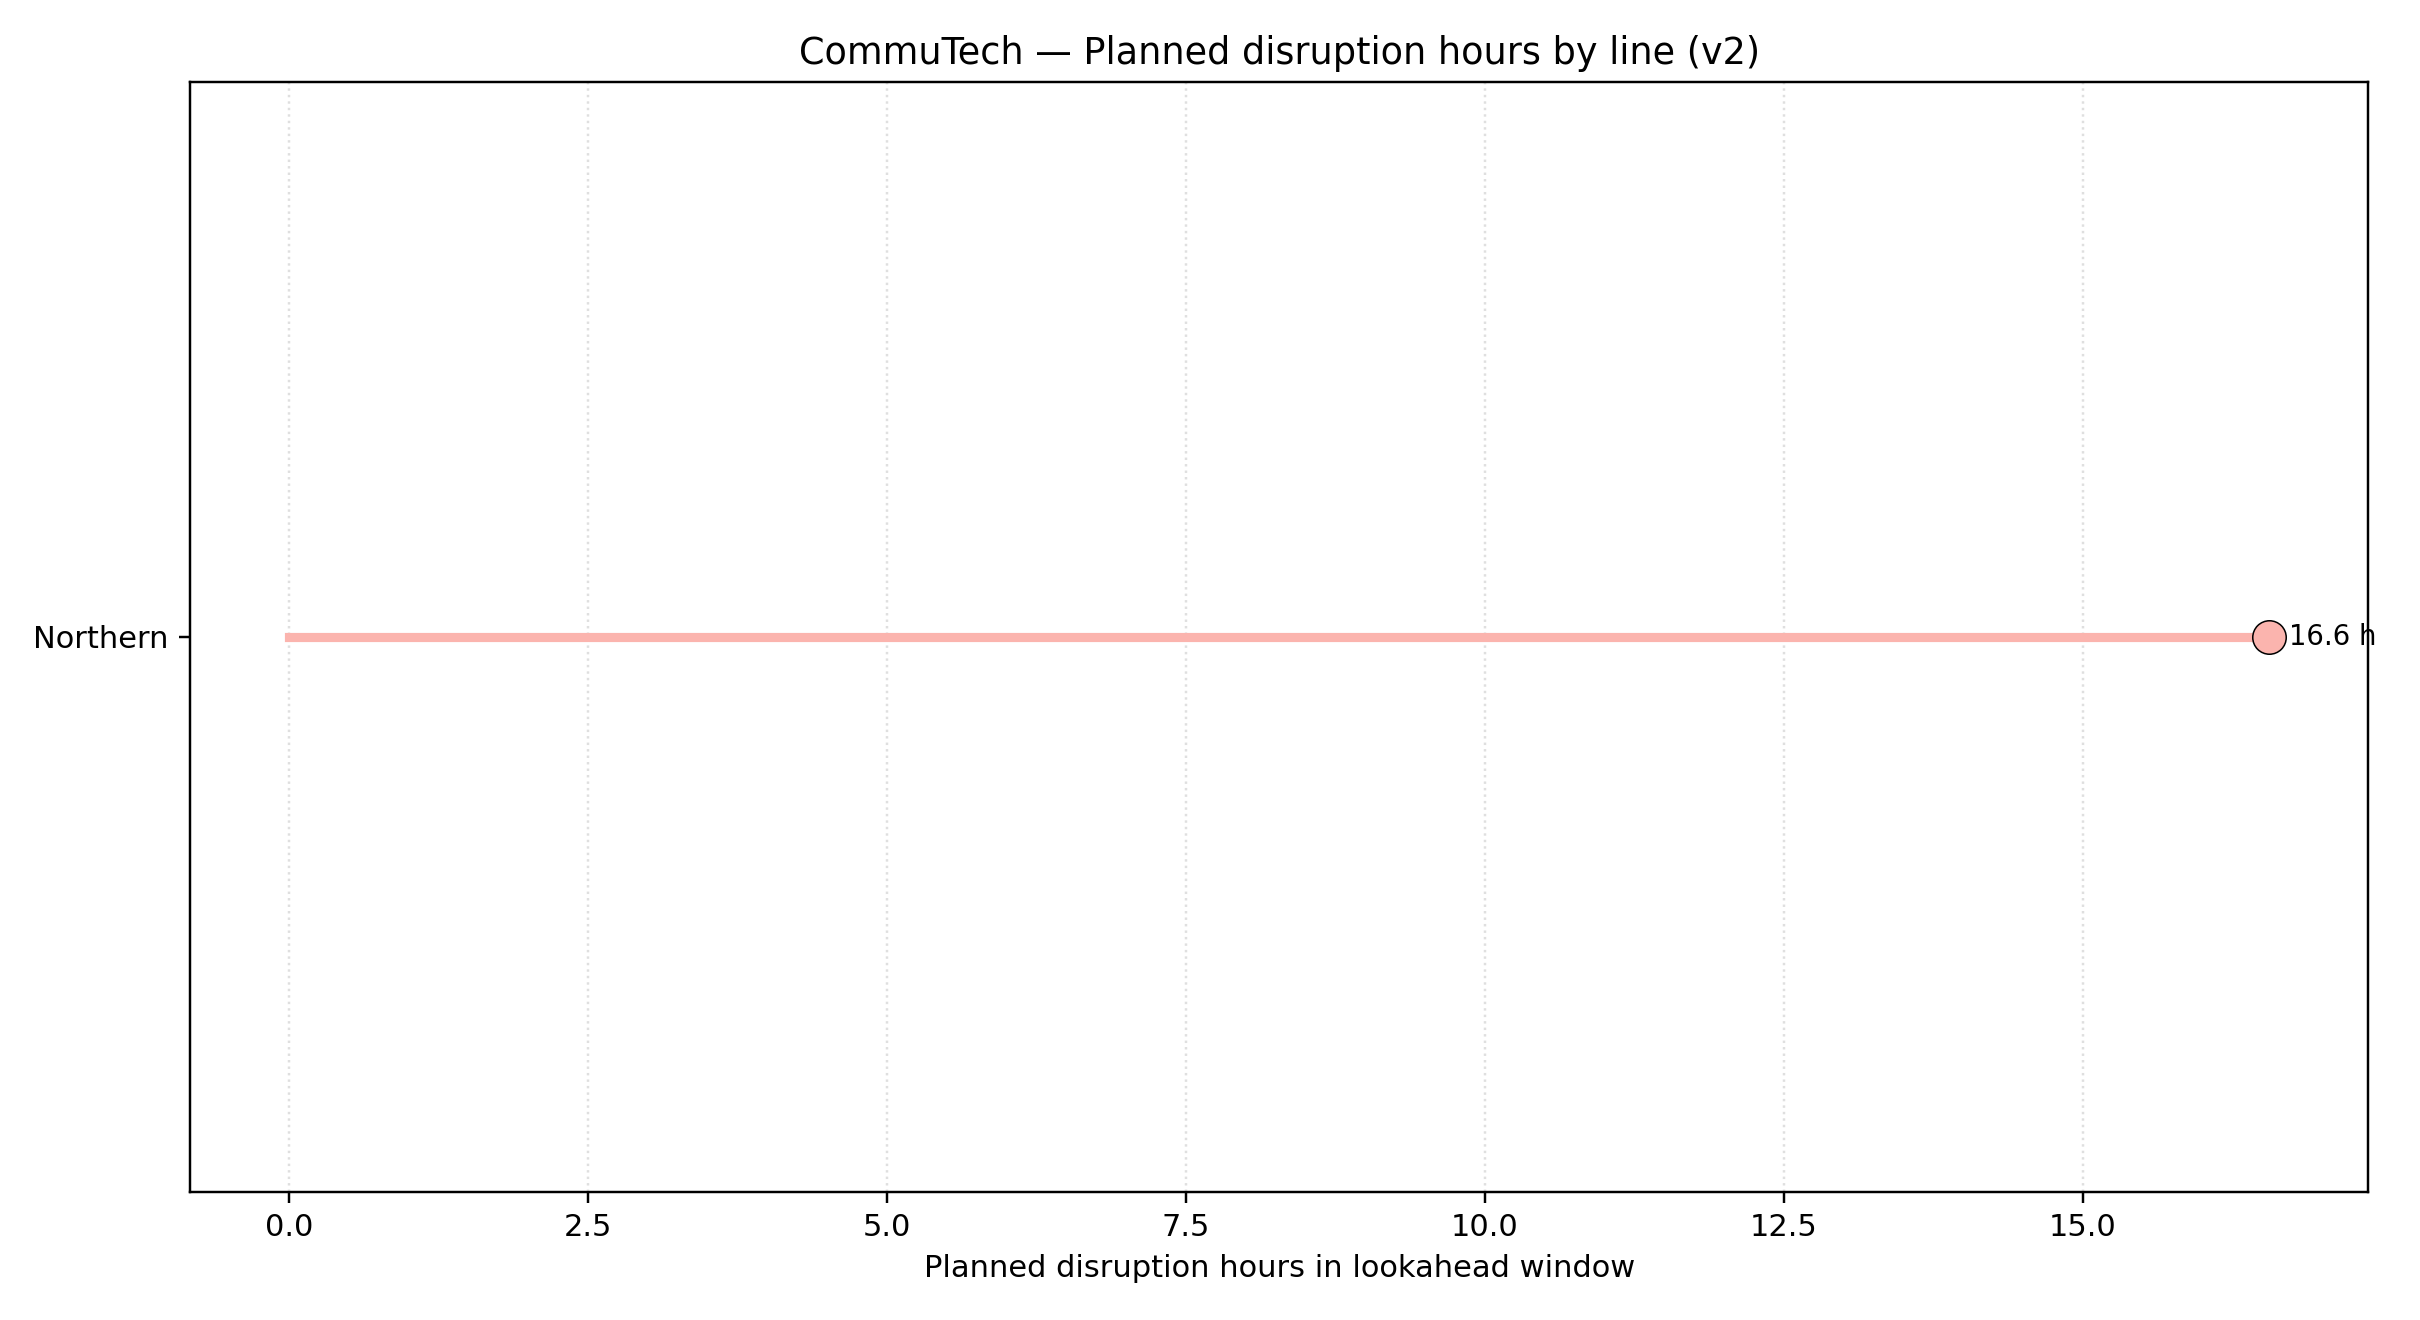 CommuTech — Planned disruption hours by line (v2)
Northern
16.6 h
0.0 2.5 5.0 7.5 10.0 12.5 15.0
Planned disruption hours in lookahead window